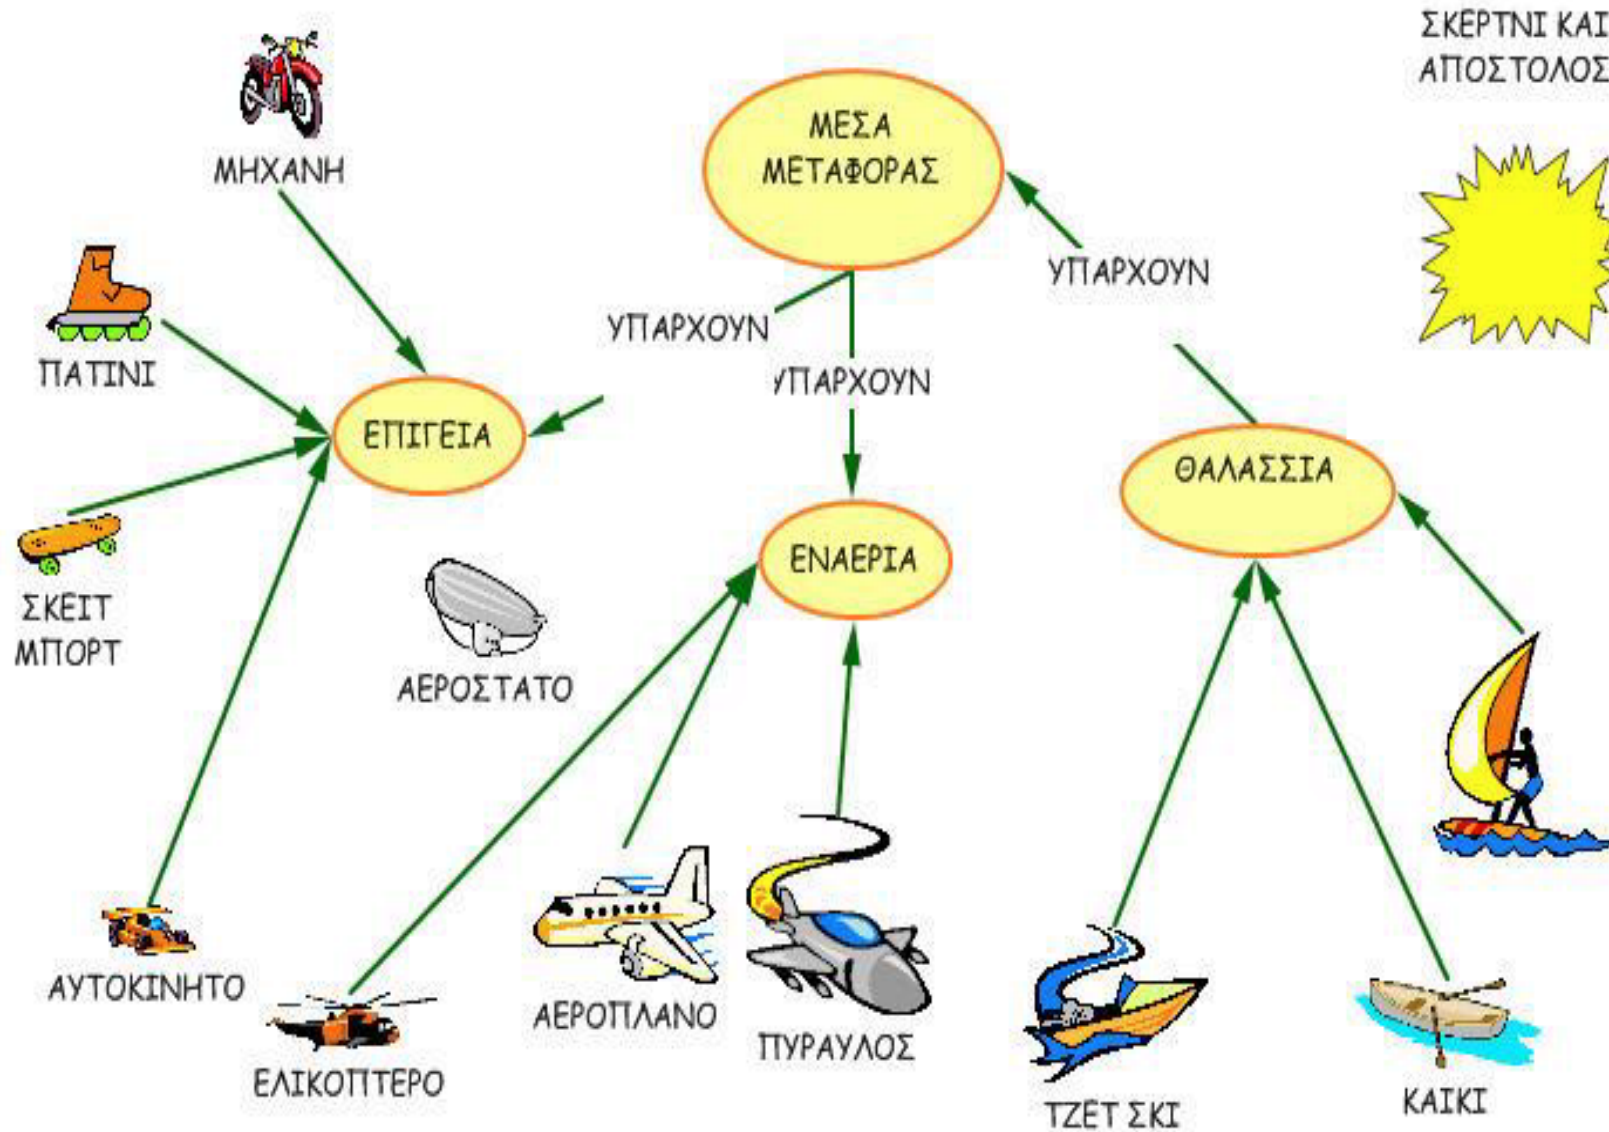 ΣΚΕΡΤΝΙ ΚΑΙ
ΑΠΟΣΤΟΛΟΣ
ΜΗΧΑΝΗ
ΜΕΣΑ
ΜΕΤΑΦΟΡΑΣ
ΥΠΑΡΧΟΥΝ
ΥΠΑΡΧΟΥΝ
ΥΠΑΡΧΟΥΝ
ΠΑΤΙΝΙ
ΕΠΙΓΕΙΑ
ΘΑΛΑΣΣΙΑ
ΕΝΑΕΡΙΑ
ΣΚΕΙΤ
ΜΠΟΡΤ
ΑΕΡΟΣΤΑΤΟ
ΑΥΤΟΚΙΝΗΤΟ
ΑΕΡΟΠΛΑΝΟ
ΠΥΡΑΥΛΟΣ
ΕΛΙΚΟΠΤΕΡΟ
ΤΖΕΤ ΣΚΙ
ΚΑΙΚΙ